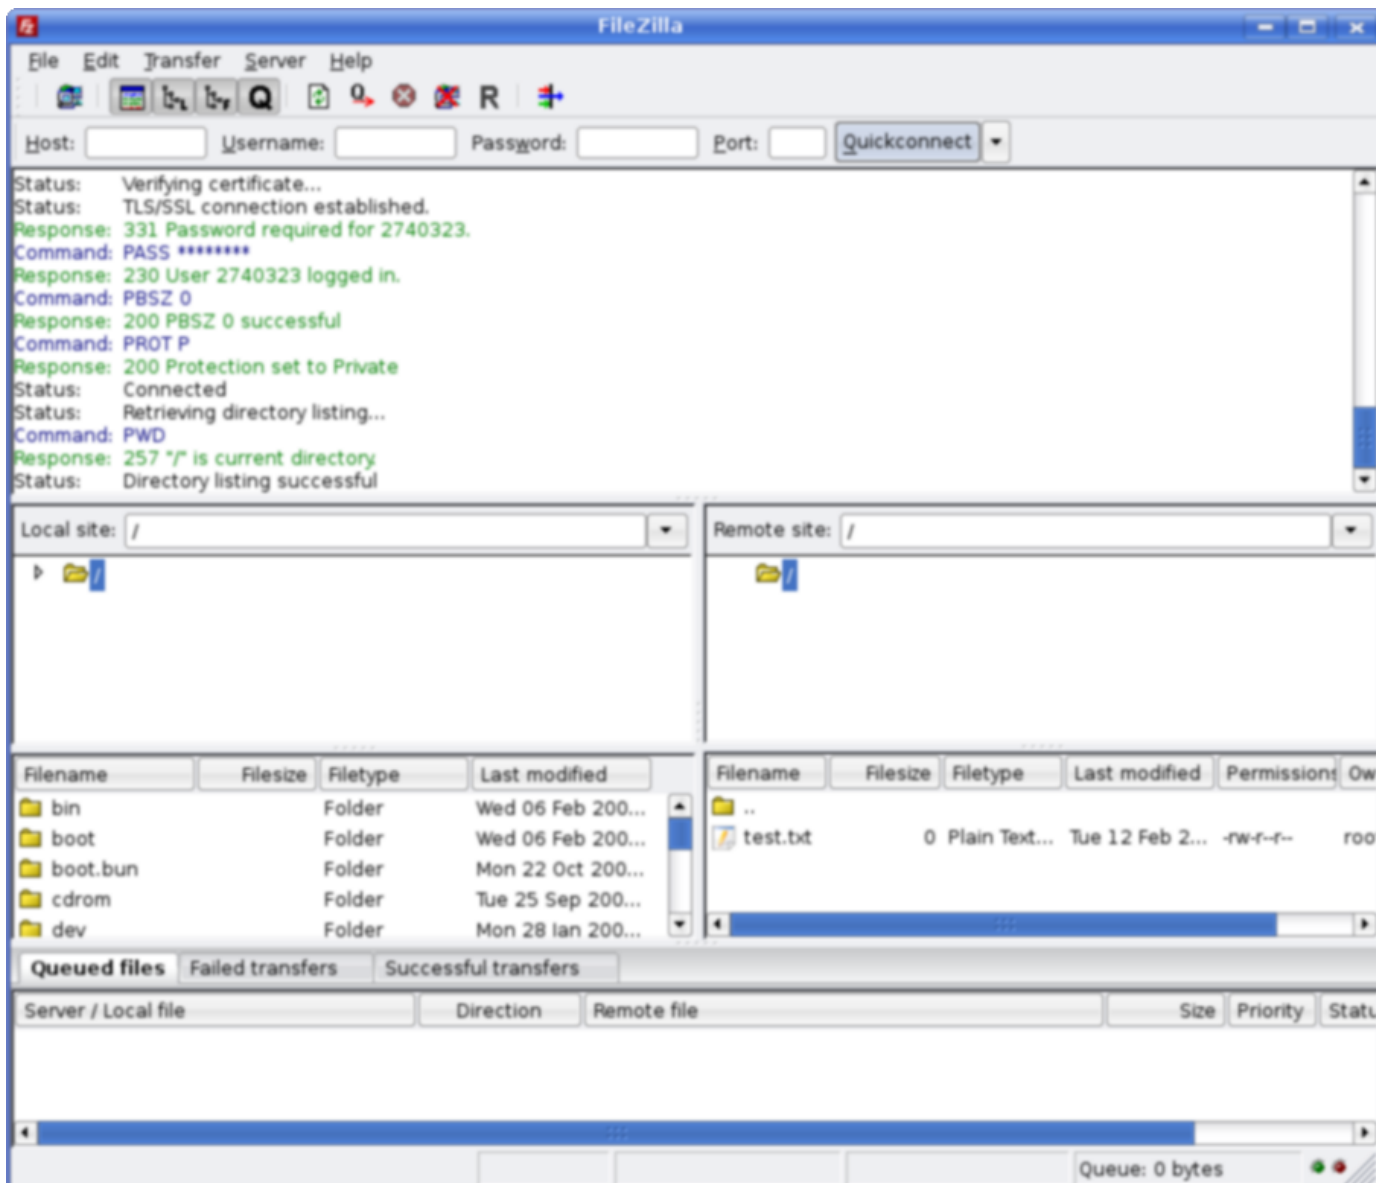 FileZilla
File Edit Transfer Server Help
Q Q R
Host: Username: Password: Port: Quickconnect
Status: Verifying certificate...
Status: TLS/SSL connection established.
Response: 331 Password required for 2740323.
Command: PASS ********
Response: 230 User 2740323 logged in.
Command: PBSZ 0
Response: 200 PBSZ 0 successful
Command: PROT P
Response: 200 Protection set to Private
Status: Connected
Status: Retrieving directory listing...
Command: PWD
Response: 257 "/" is current directory.
Status: Directory listing successful
Local site: /
/
Filename Filesize Filetype Last modified
bin Folder Wed 06 Feb 200...
boot Folder Wed 06 Feb 200...
boot.bun Folder Mon 22 Oct 200...
cdrom Folder Tue 25 Sep 200...
dev Folder Mon 28 Jan 200...
Remote site: /
/
Filename Filesize Filetype Last modified Permissions Ow
..
test.txt 0 Plain Text... Tue 12 Feb 2... -rw-r--r-- roo
Queued files Failed transfers Successful transfers
Server / Local file Direction Remote file Size Priority Statu
Queue: 0 bytes